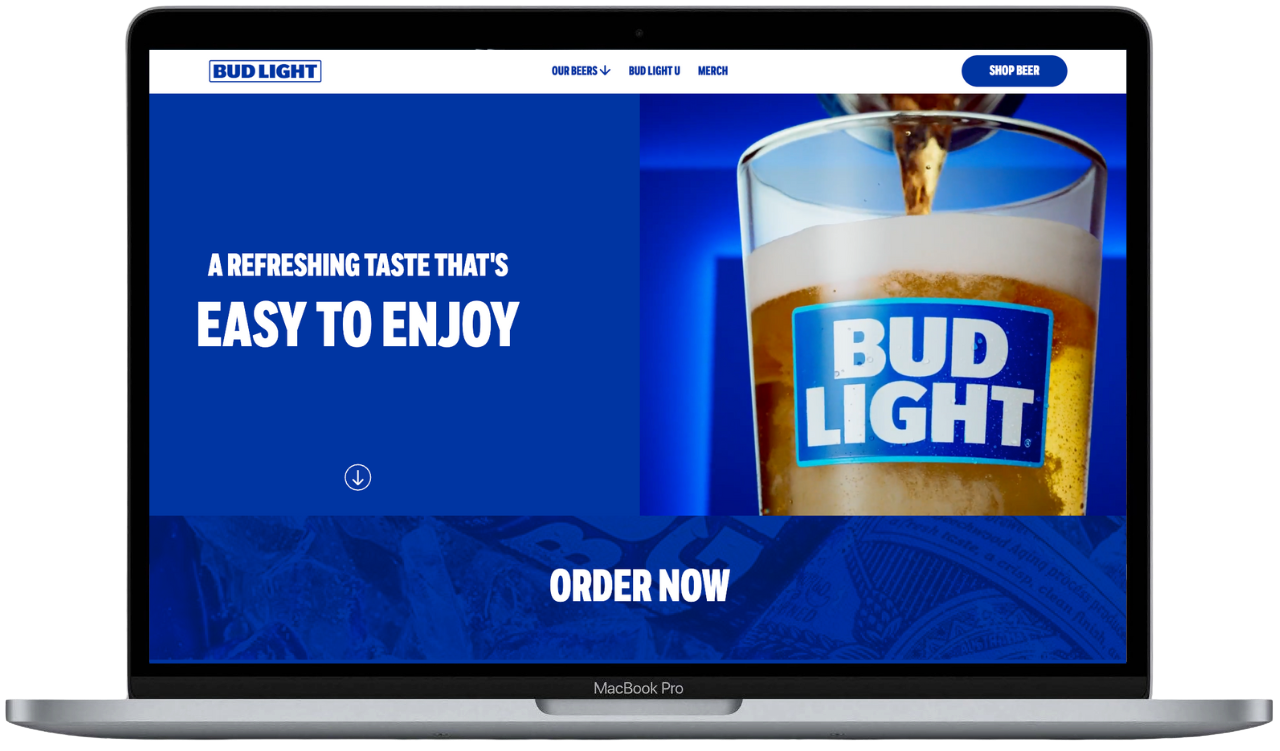 BUD LIGHT
OUR BEERS
BUD LIGHT U
MERCH
SHOP BEER
A REFRESHING TASTE THAT'S
EASY TO ENJOY
BUD
LIGHT
ORDER NOW
MacBook Pro